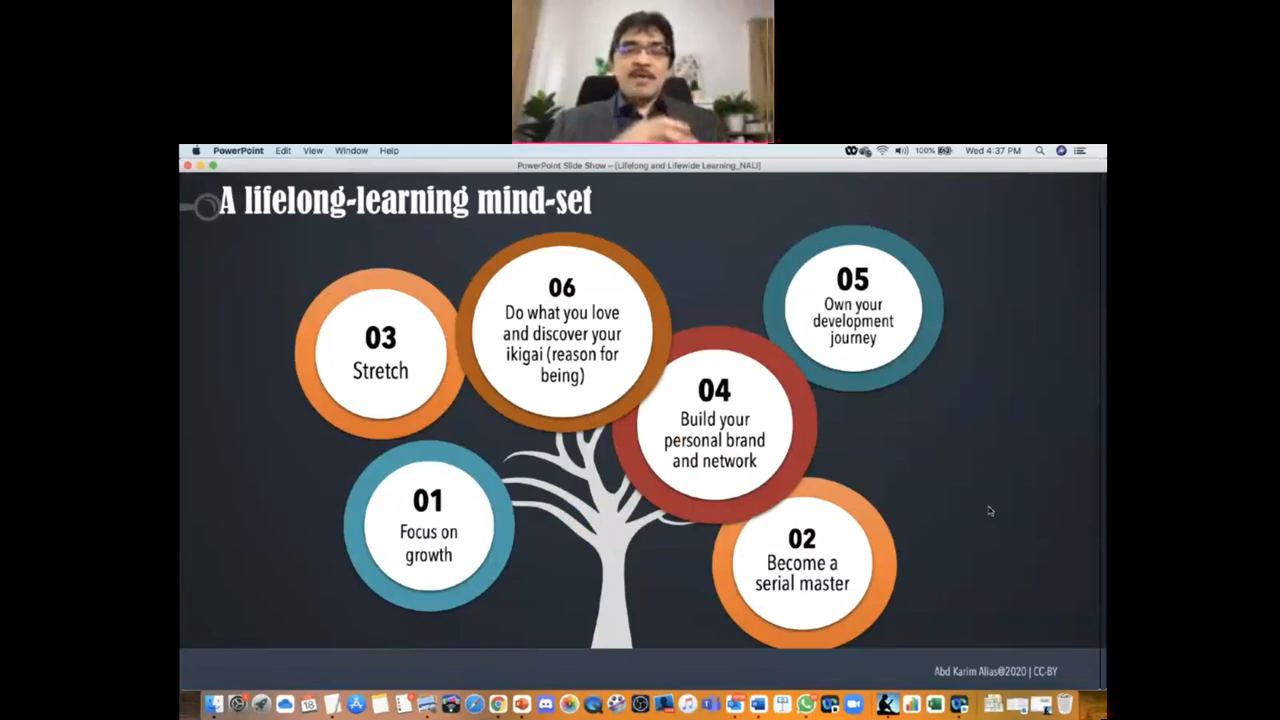 PowerPoint Edit View Window Help
100%
Wed 4:37 PM
PowerPoint Slide Show – [Lifelong and Lifewide Learning_NALI]
A lifelong-learning mind-set
03
Stretch
06
Do what you love
and discover your
ikigai (reason for
being)
05
Own your
development
journey
04
Build your
personal brand
and network
01
Focus on
growth
02
Become a
serial master
Abd Karim Alias@2020 | CC-BY
18